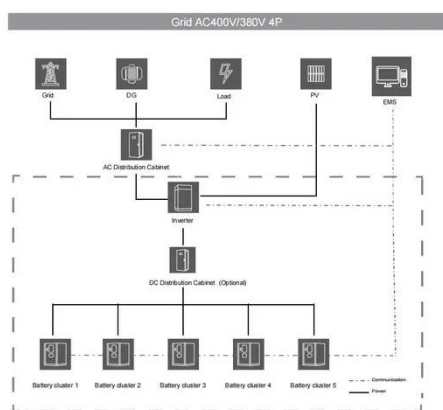 Grid AC400V/380V 4P
Grid DG Load PV EMS
AC Distribution Cabinet
Inverter
DC Distribution Cabinet (Optional)
Battery cluster 1 Battery cluster 2 Battery cluster 3 Battery cluster 4 Battery cluster 5
Communication
Power